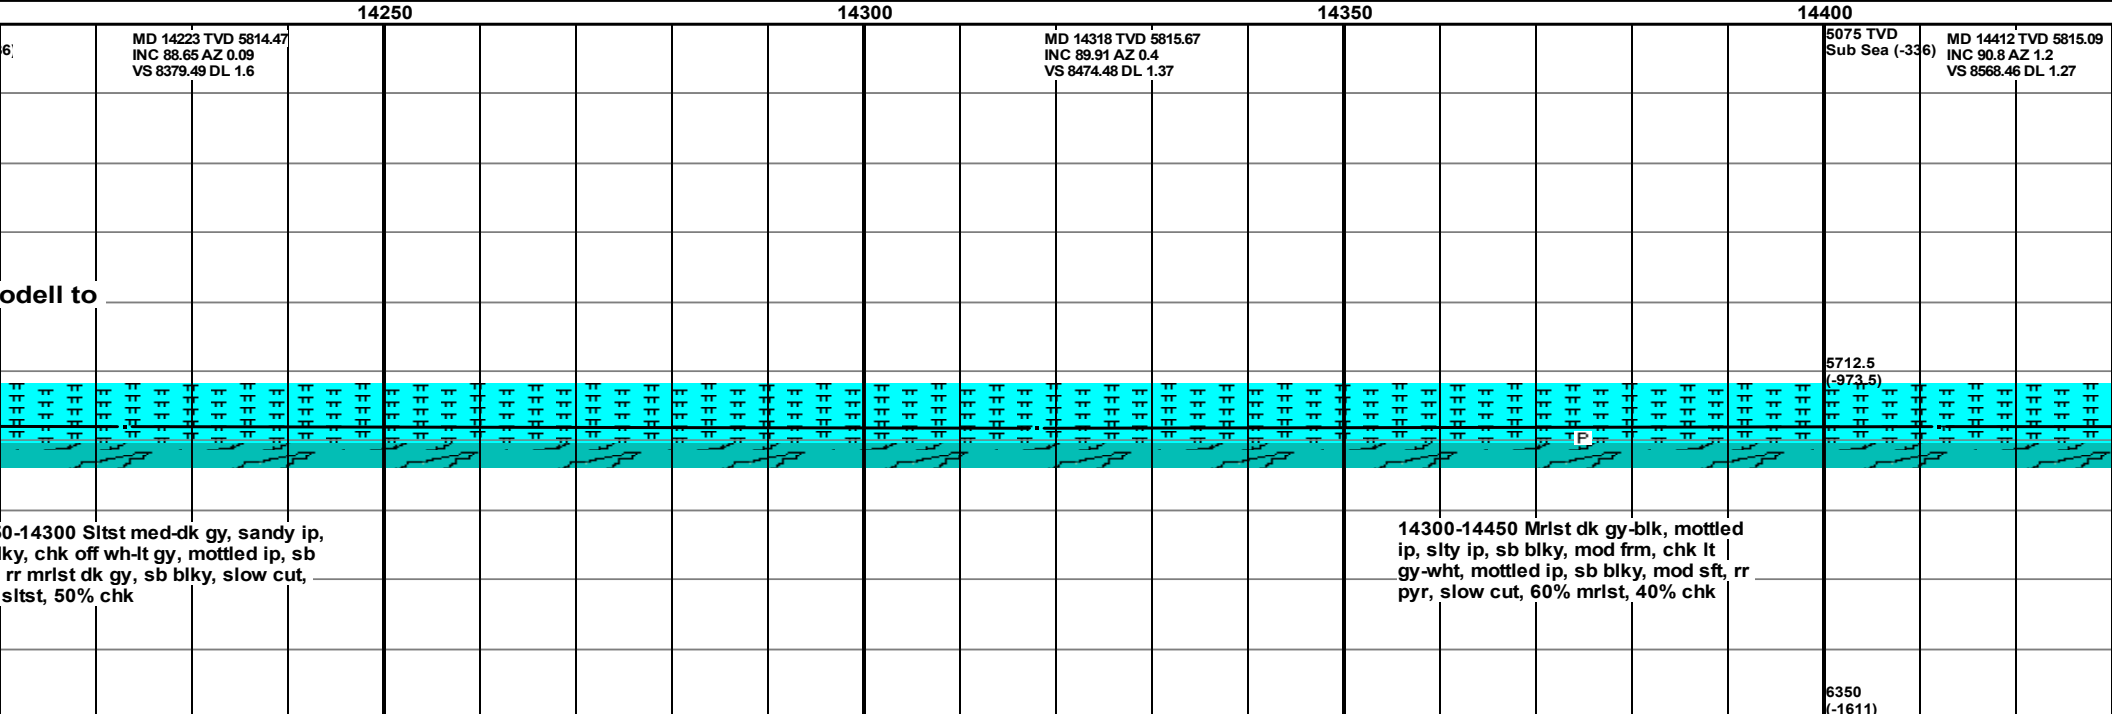 14250 14300 14350 14400
MD 14223 TVD 5814.47
INC 88.65 AZ 0.09
VS 8379.49 DL 1.6
MD 14318 TVD 5815.67
INC 89.91 AZ 0.4
VS 8474.48 DL 1.37
5075 TVD
Sub Sea (-336)
MD 14412 TVD 5815.09
INC 90.8 AZ 1.2
VS 8568.46 DL 1.27
odell to
5712.5
(-973.5)
P
0-14300 Sltst med-dk gy, sandy ip,
lky, chk off wh-lt gy, mottled ip, sb
rr mrlst dk gy, sb blky, slow cut,
sltst, 50% chk
14300-14450 Mrlst dk gy-blk, mottled
ip, slty ip, sb blky, mod frm, chk lt
gy-wht, mottled ip, sb blky, mod sft, rr
pyr, slow cut, 60% mrlst, 40% chk
6350
(-1611)